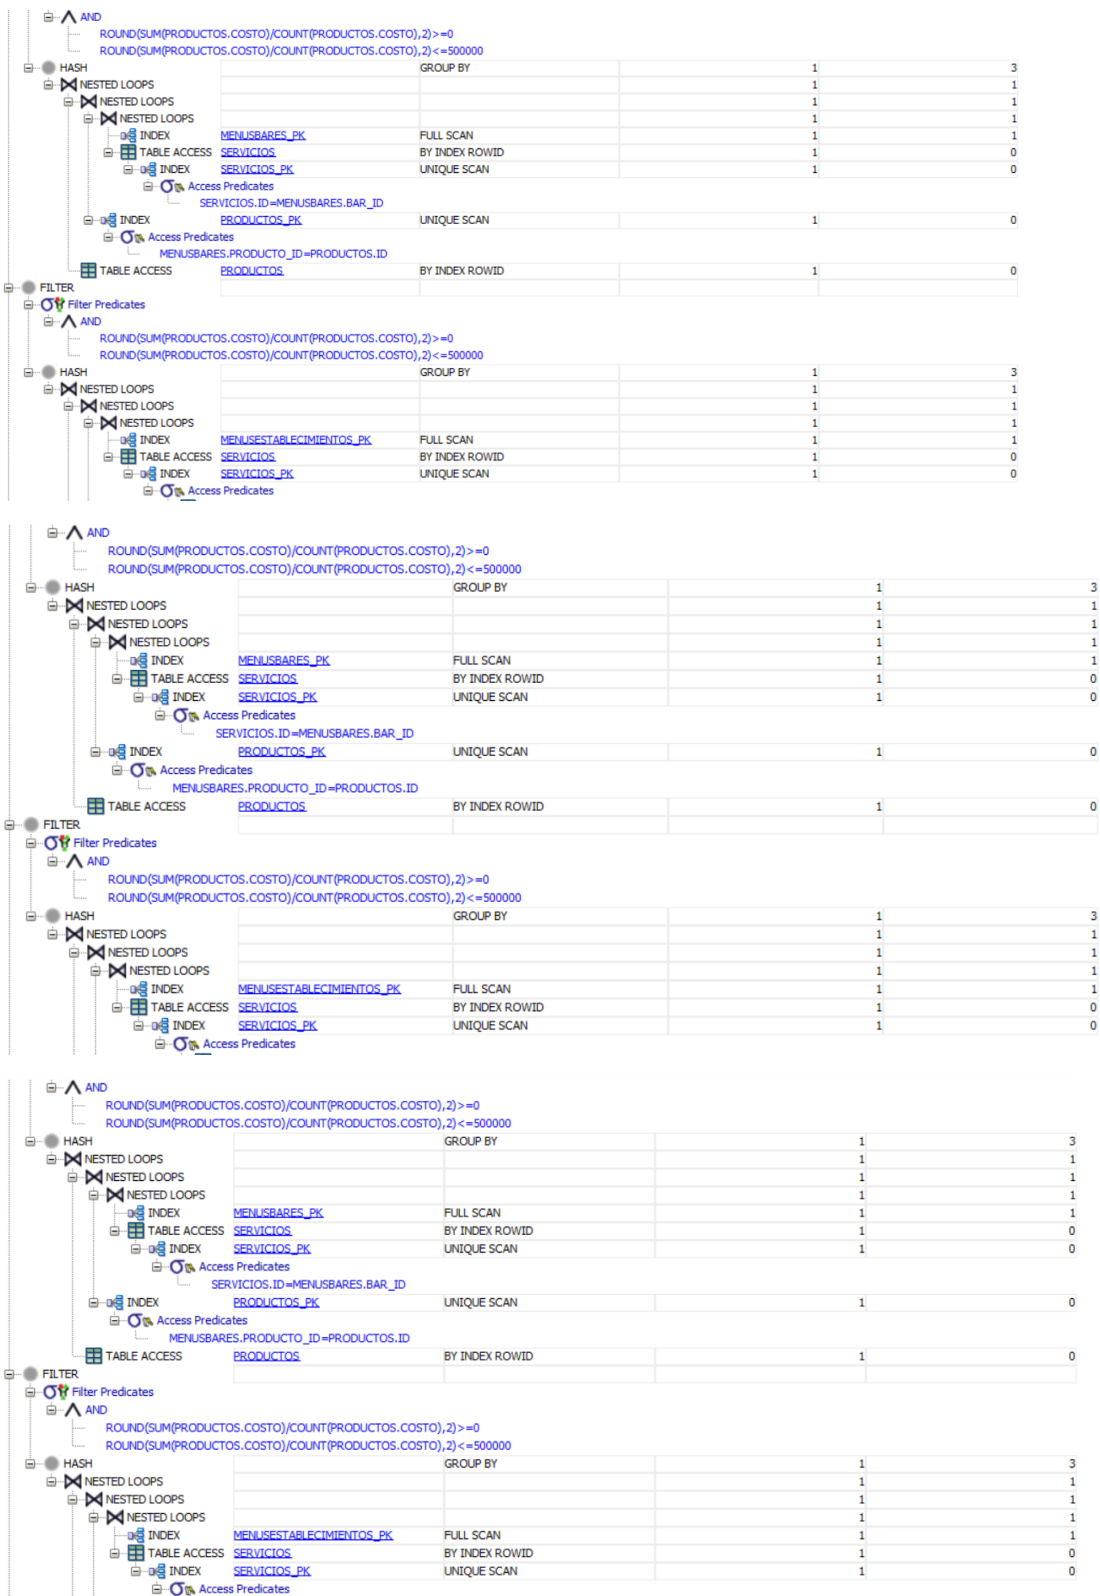 AND
ROUND(SUM(PRODUCTOS.COSTO)/COUNT(PRODUCTOS.COSTO),2)>=0
ROUND(SUM(PRODUCTOS.COSTO)/COUNT(PRODUCTOS.COSTO),2)<=500000
HASH GROUP BY 1 3
NESTED LOOPS 1 1
NESTED LOOPS 1 1
NESTED LOOPS 1 1
INDEX MENUSBARES_PK FULL SCAN 1 1
TABLE ACCESS SERVICIOS BY INDEX ROWID 1 0
INDEX SERVICIOS_PK UNIQUE SCAN 1 0
Access Predicates
SERVICIOS.ID=MENUSBARES.BAR_ID
INDEX PRODUCTOS_PK UNIQUE SCAN 1 0
Access Predicates
MENUSBARES.PRODUCTO_ID=PRODUCTOS.ID
TABLE ACCESS PRODUCTOS BY INDEX ROWID 1 0
FILTER
Filter Predicates
AND
ROUND(SUM(PRODUCTOS.COSTO)/COUNT(PRODUCTOS.COSTO),2)>=0
ROUND(SUM(PRODUCTOS.COSTO)/COUNT(PRODUCTOS.COSTO),2)<=500000
HASH GROUP BY 1 3
NESTED LOOPS 1 1
NESTED LOOPS 1 1
NESTED LOOPS 1 1
INDEX MENUSESTABLECIMIENTOS_PK FULL SCAN 1 1
TABLE ACCESS SERVICIOS BY INDEX ROWID 1 0
INDEX SERVICIOS_PK UNIQUE SCAN 1 0
Access Predicates
AND
ROUND(SUM(PRODUCTOS.COSTO)/COUNT(PRODUCTOS.COSTO),2)>=0
ROUND(SUM(PRODUCTOS.COSTO)/COUNT(PRODUCTOS.COSTO),2)<=500000
HASH GROUP BY 1 3
NESTED LOOPS 1 1
NESTED LOOPS 1 1
NESTED LOOPS 1 1
INDEX MENUSBARES_PK FULL SCAN 1 1
TABLE ACCESS SERVICIOS BY INDEX ROWID 1 0
INDEX SERVICIOS_PK UNIQUE SCAN 1 0
Access Predicates
SERVICIOS.ID=MENUSBARES.BAR_ID
INDEX PRODUCTOS_PK UNIQUE SCAN 1 0
Access Predicates
MENUSBARES.PRODUCTO_ID=PRODUCTOS.ID
TABLE ACCESS PRODUCTOS BY INDEX ROWID 1 0
FILTER
Filter Predicates
AND
ROUND(SUM(PRODUCTOS.COSTO)/COUNT(PRODUCTOS.COSTO),2)>=0
ROUND(SUM(PRODUCTOS.COSTO)/COUNT(PRODUCTOS.COSTO),2)<=500000
HASH GROUP BY 1 3
NESTED LOOPS 1 1
NESTED LOOPS 1 1
NESTED LOOPS 1 1
INDEX MENUSESTABLECIMIENTOS_PK FULL SCAN 1 1
TABLE ACCESS SERVICIOS BY INDEX ROWID 1 0
INDEX SERVICIOS_PK UNIQUE SCAN 1 0
Access Predicates
AND
ROUND(SUM(PRODUCTOS.COSTO)/COUNT(PRODUCTOS.COSTO),2)>=0
ROUND(SUM(PRODUCTOS.COSTO)/COUNT(PRODUCTOS.COSTO),2)<=500000
HASH GROUP BY 1 3
NESTED LOOPS 1 1
NESTED LOOPS 1 1
NESTED LOOPS 1 1
INDEX MENUSBARES_PK FULL SCAN 1 1
TABLE ACCESS SERVICIOS BY INDEX ROWID 1 0
INDEX SERVICIOS_PK UNIQUE SCAN 1 0
Access Predicates
SERVICIOS.ID=MENUSBARES.BAR_ID
INDEX PRODUCTOS_PK UNIQUE SCAN 1 0
Access Predicates
MENUSBARES.PRODUCTO_ID=PRODUCTOS.ID
TABLE ACCESS PRODUCTOS BY INDEX ROWID 1 0
FILTER
Filter Predicates
AND
ROUND(SUM(PRODUCTOS.COSTO)/COUNT(PRODUCTOS.COSTO),2)>=0
ROUND(SUM(PRODUCTOS.COSTO)/COUNT(PRODUCTOS.COSTO),2)<=500000
HASH GROUP BY 1 3
NESTED LOOPS 1 1
NESTED LOOPS 1 1
NESTED LOOPS 1 1
INDEX MENUSESTABLECIMIENTOS_PK FULL SCAN 1 1
TABLE ACCESS SERVICIOS BY INDEX ROWID 1 0
INDEX SERVICIOS_PK UNIQUE SCAN 1 0
Access Predicates